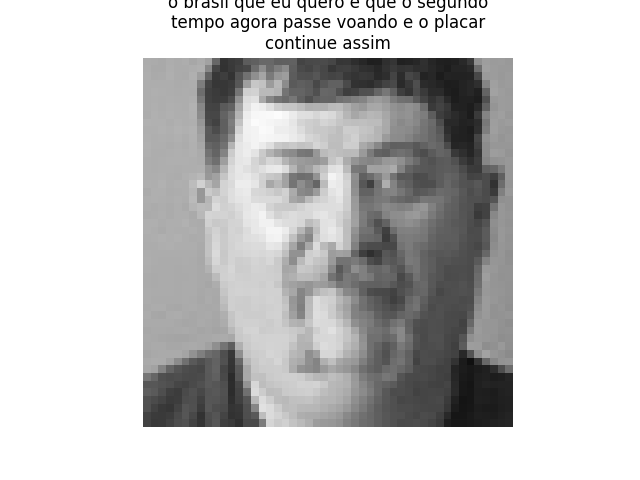 o brasil que eu quero e que o segundo
tempo agora passe voando e o placar
continue assim